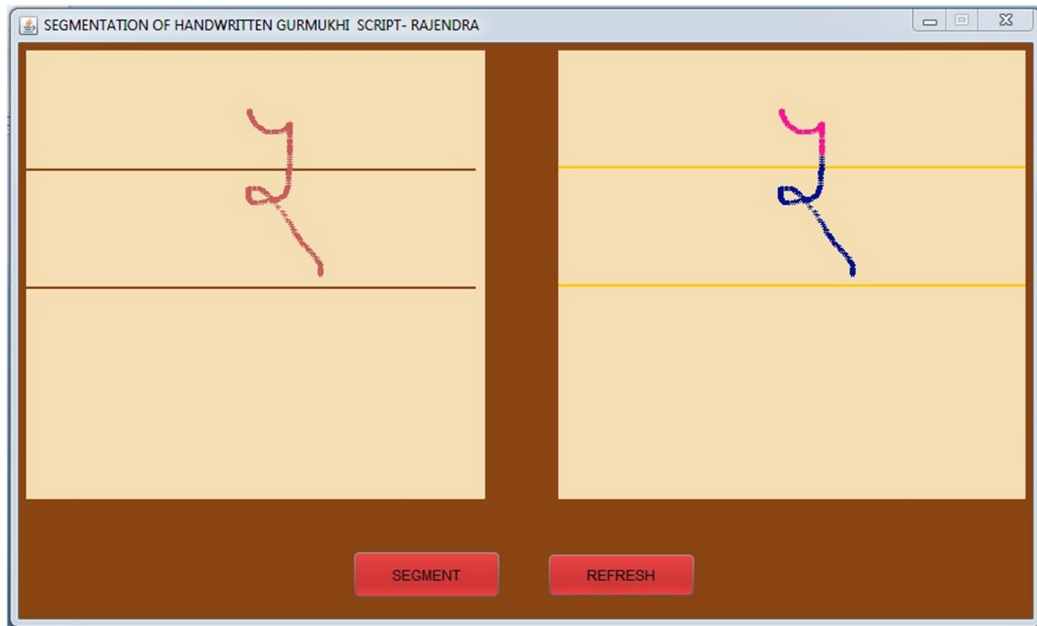 SEGMENTATION OF HANDWRITTEN GURMUKHI SCRIPT- RAJENDRA
SEGMENT REFRESH